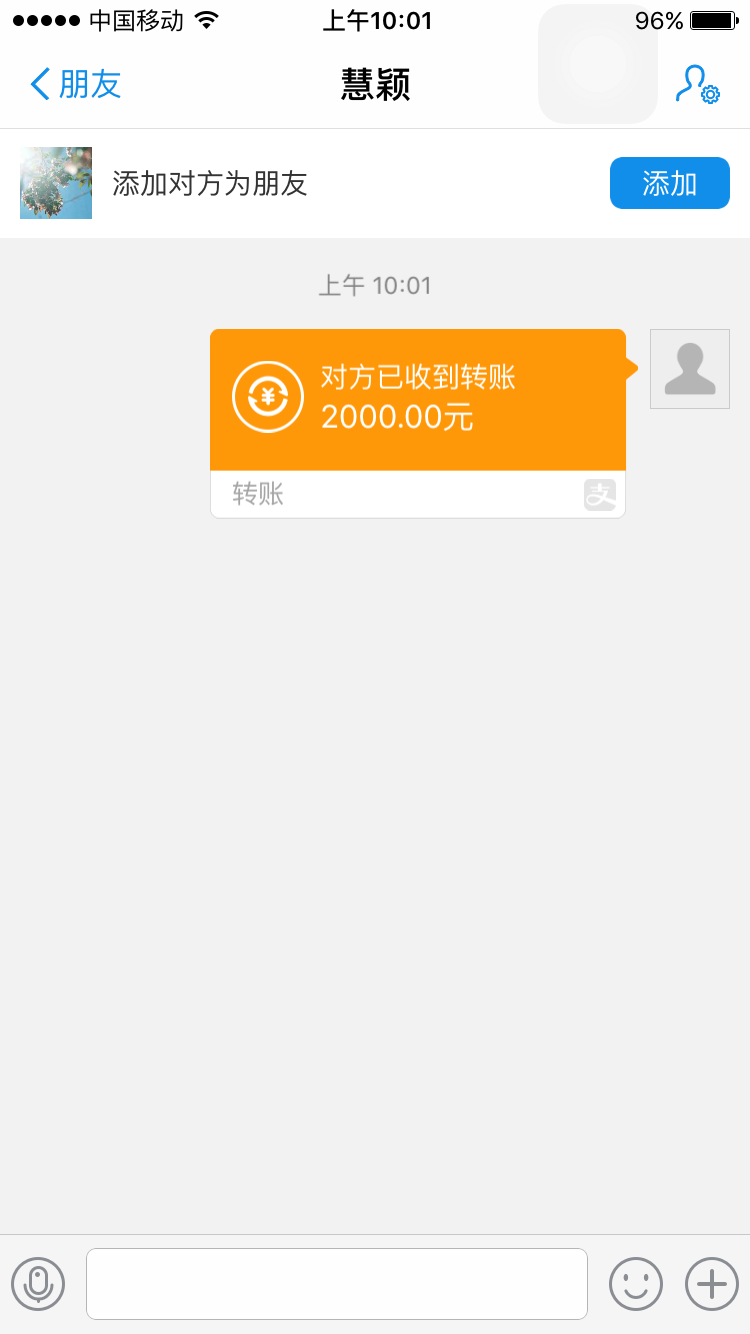 中国移动 上午10:01 96%
朋友 慧颖
添加对方为朋友 添加
上午 10:01
¥ 对方已收到转账
2000.00元
转账 支